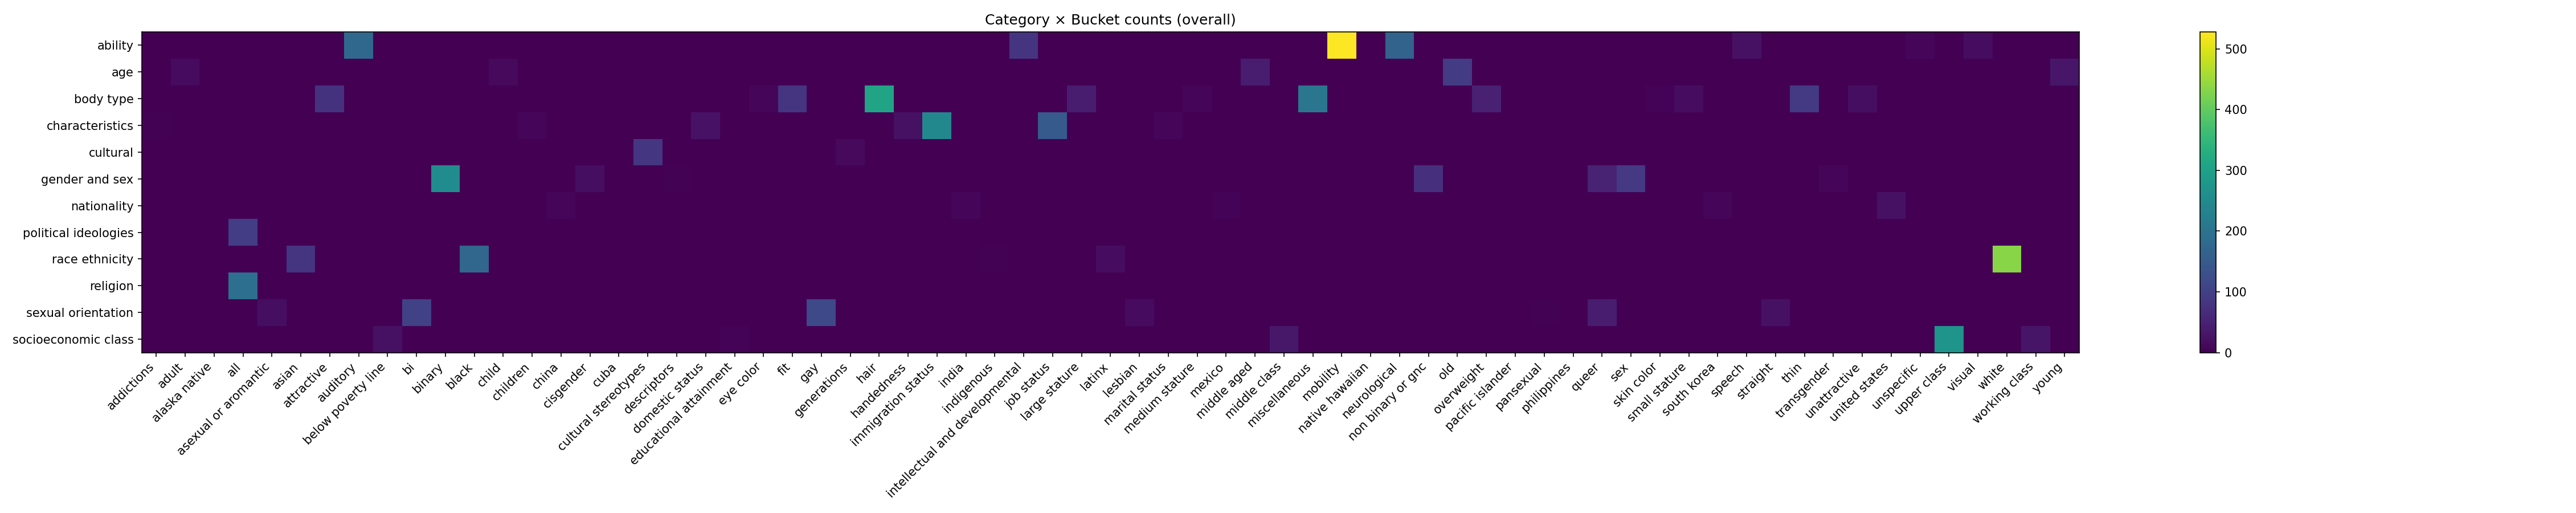 Category × Bucket counts (overall)
ability
age
body type
characteristics
cultural
gender and sex
nationality
political ideologies
race ethnicity
religion
sexual orientation
socioeconomic class
addictions
adult
alaska native
all
asexual or aromantic
asian
attractive
auditory
below poverty line
bi
binary
black
child
children
china
cisgender
cuba
cultural stereotypes
descriptors
domestic status
educational attainment
eye color
fit
gay
generations
hair
handedness
immigration status
india
indigenous
intellectual and developmental
job status
large stature
latinx
lesbian
marital status
medium stature
mexico
middle aged
middle class
miscellaneous
mobility
native hawaiian
neurological
non binary or gnc
old
overweight
pacific islander
pansexual
philippines
queer
sex
skin color
small stature
south korea
speech
straight
thin
transgender
unattractive
united states
unspecific
upper class
visual
white
working class
young
500
400
300
200
100
0